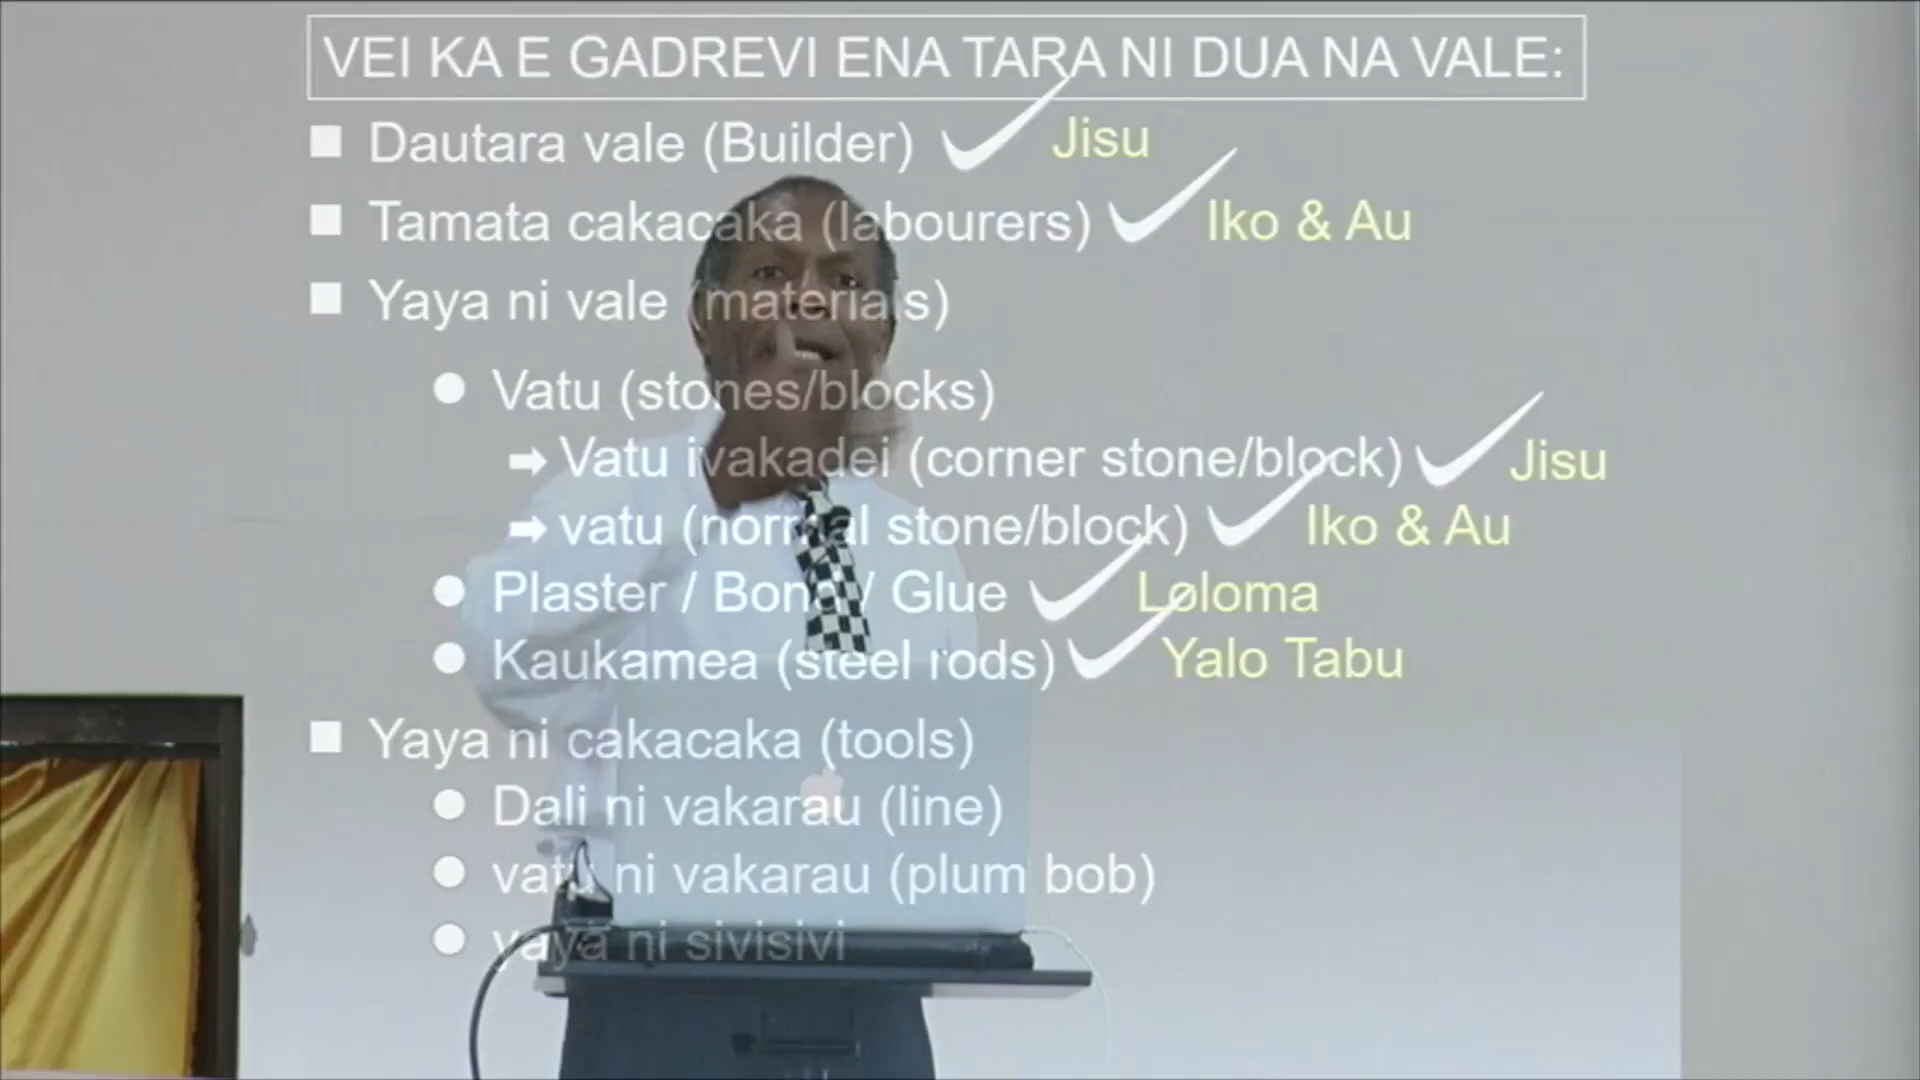 VEI KA E GADREVI ENA TARA NI DUA NA VALE:
Dautara vale (Builder) Jisu
Tamata cakacaka (labourers) Iko & Au
Yaya ni vale (materials)
Vatu (stones/blocks)
Vatu ivakadei (corner stone/block) Jisu
vatu (normal stone/block) Iko & Au
Plaster / Bond / Glue Loloma
Kaukamea (steel rods) Yalo Tabu
Yaya ni cakacaka (tools)
Dali ni vakarau (line)
vatu ni vakarau (plum bob)
yaya ni sivisivi